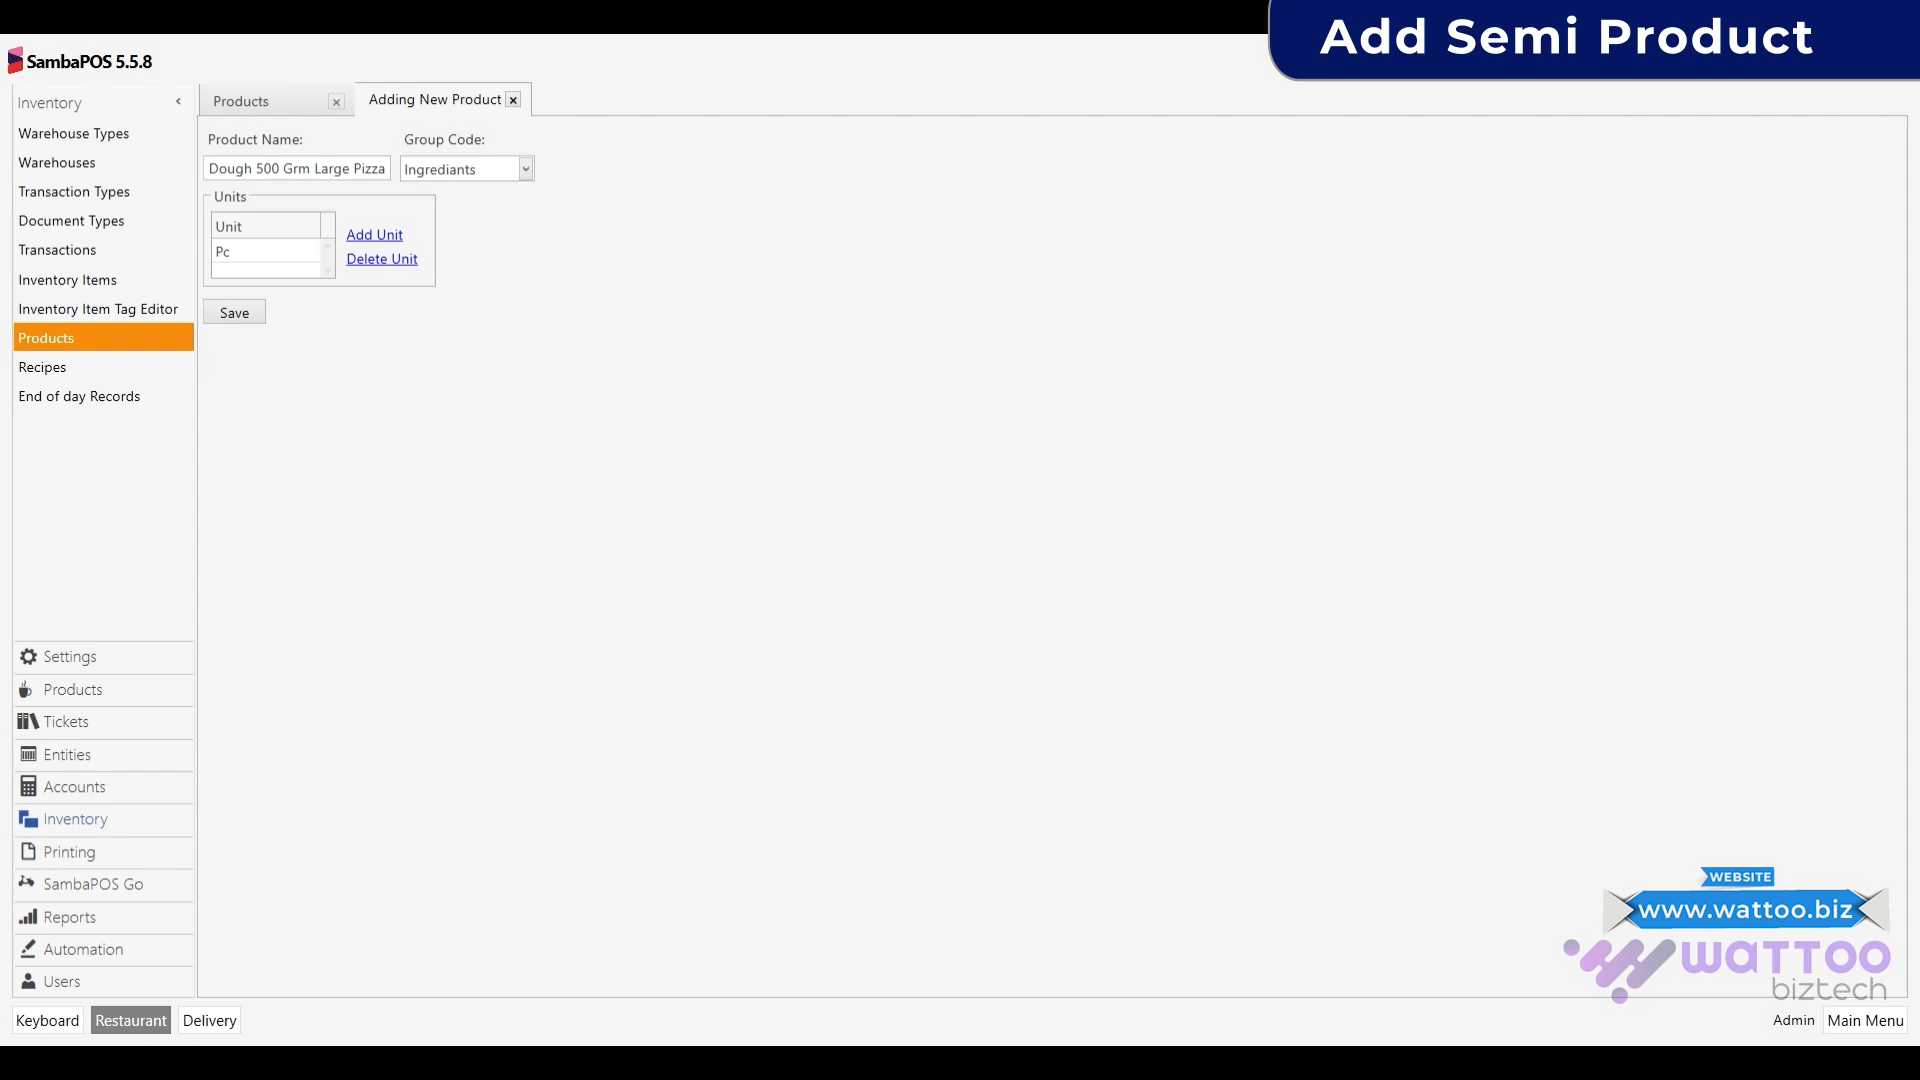 Add Semi Product
SambaPOS 5.5.8
Inventory
Warehouse Types
Warehouses
Transaction Types
Document Types
Transactions
Inventory Items
Inventory Item Tag Editor
Products
Recipes
End of day Records
Products
Adding New Product
Product Name:
Group Code:
Dough 500 Grm Large Pizza
Ingrediants
Units
Unit
Pc
Add Unit
Delete Unit
Save
Settings
Products
Tickets
Entities
Accounts
Inventory
Printing
SambaPOS Go
Reports
Automation
Users
WEBSITE
www.wattoo.biz
waTTOO
biztech
Keyboard
Restaurant
Delivery
Admin
Main Menu